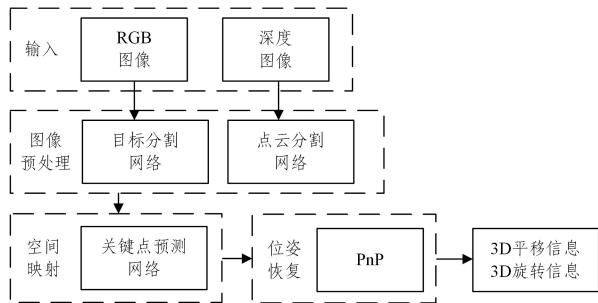 输入
RGB
图像
深度
图像
图像
预处理
目标分割
网络
点云分割
网络
空间
映射
关键点预测
网络
位姿
恢复
PnP
3D平移信息
3D旋转信息